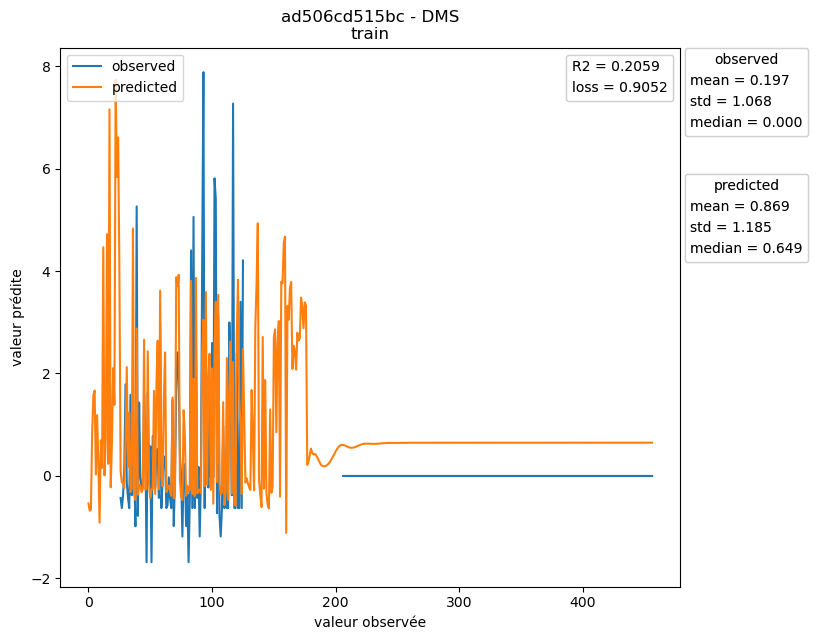 ad506cd515bc - DMS
train
observed
predicted
R2 = 0.2059
loss = 0.9052
observed
mean = 0.197
std = 1.068
median = 0.000
predicted
mean = 0.869
std = 1.185
median = 0.649
valeur prédite
8
6
4
2
0
−2
0 100 200 300 400
valeur observée